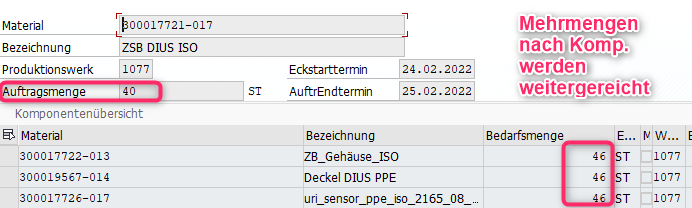 Material 300017721-017
Bezeichnung ZSB DIUS ISO
Produktionswerk 1077 Eckstarttermin 24.02.2022
Auftragsmenge 40 ST AuftrEndtermin 25.02.2022
Mehrmengen
nach Komp.
werden
weitergereicht
Komponentenübersicht
Material Bezeichnung Bedarfsmenge E... M W...
300017722-013 ZB_Gehäuse_ISO 46 ST 1077
300019567-014 Deckel DIUS PPE 46 ST 1077
300017726-017 uri_sensor_ppe_iso_2165_08_... 46 ST 1077